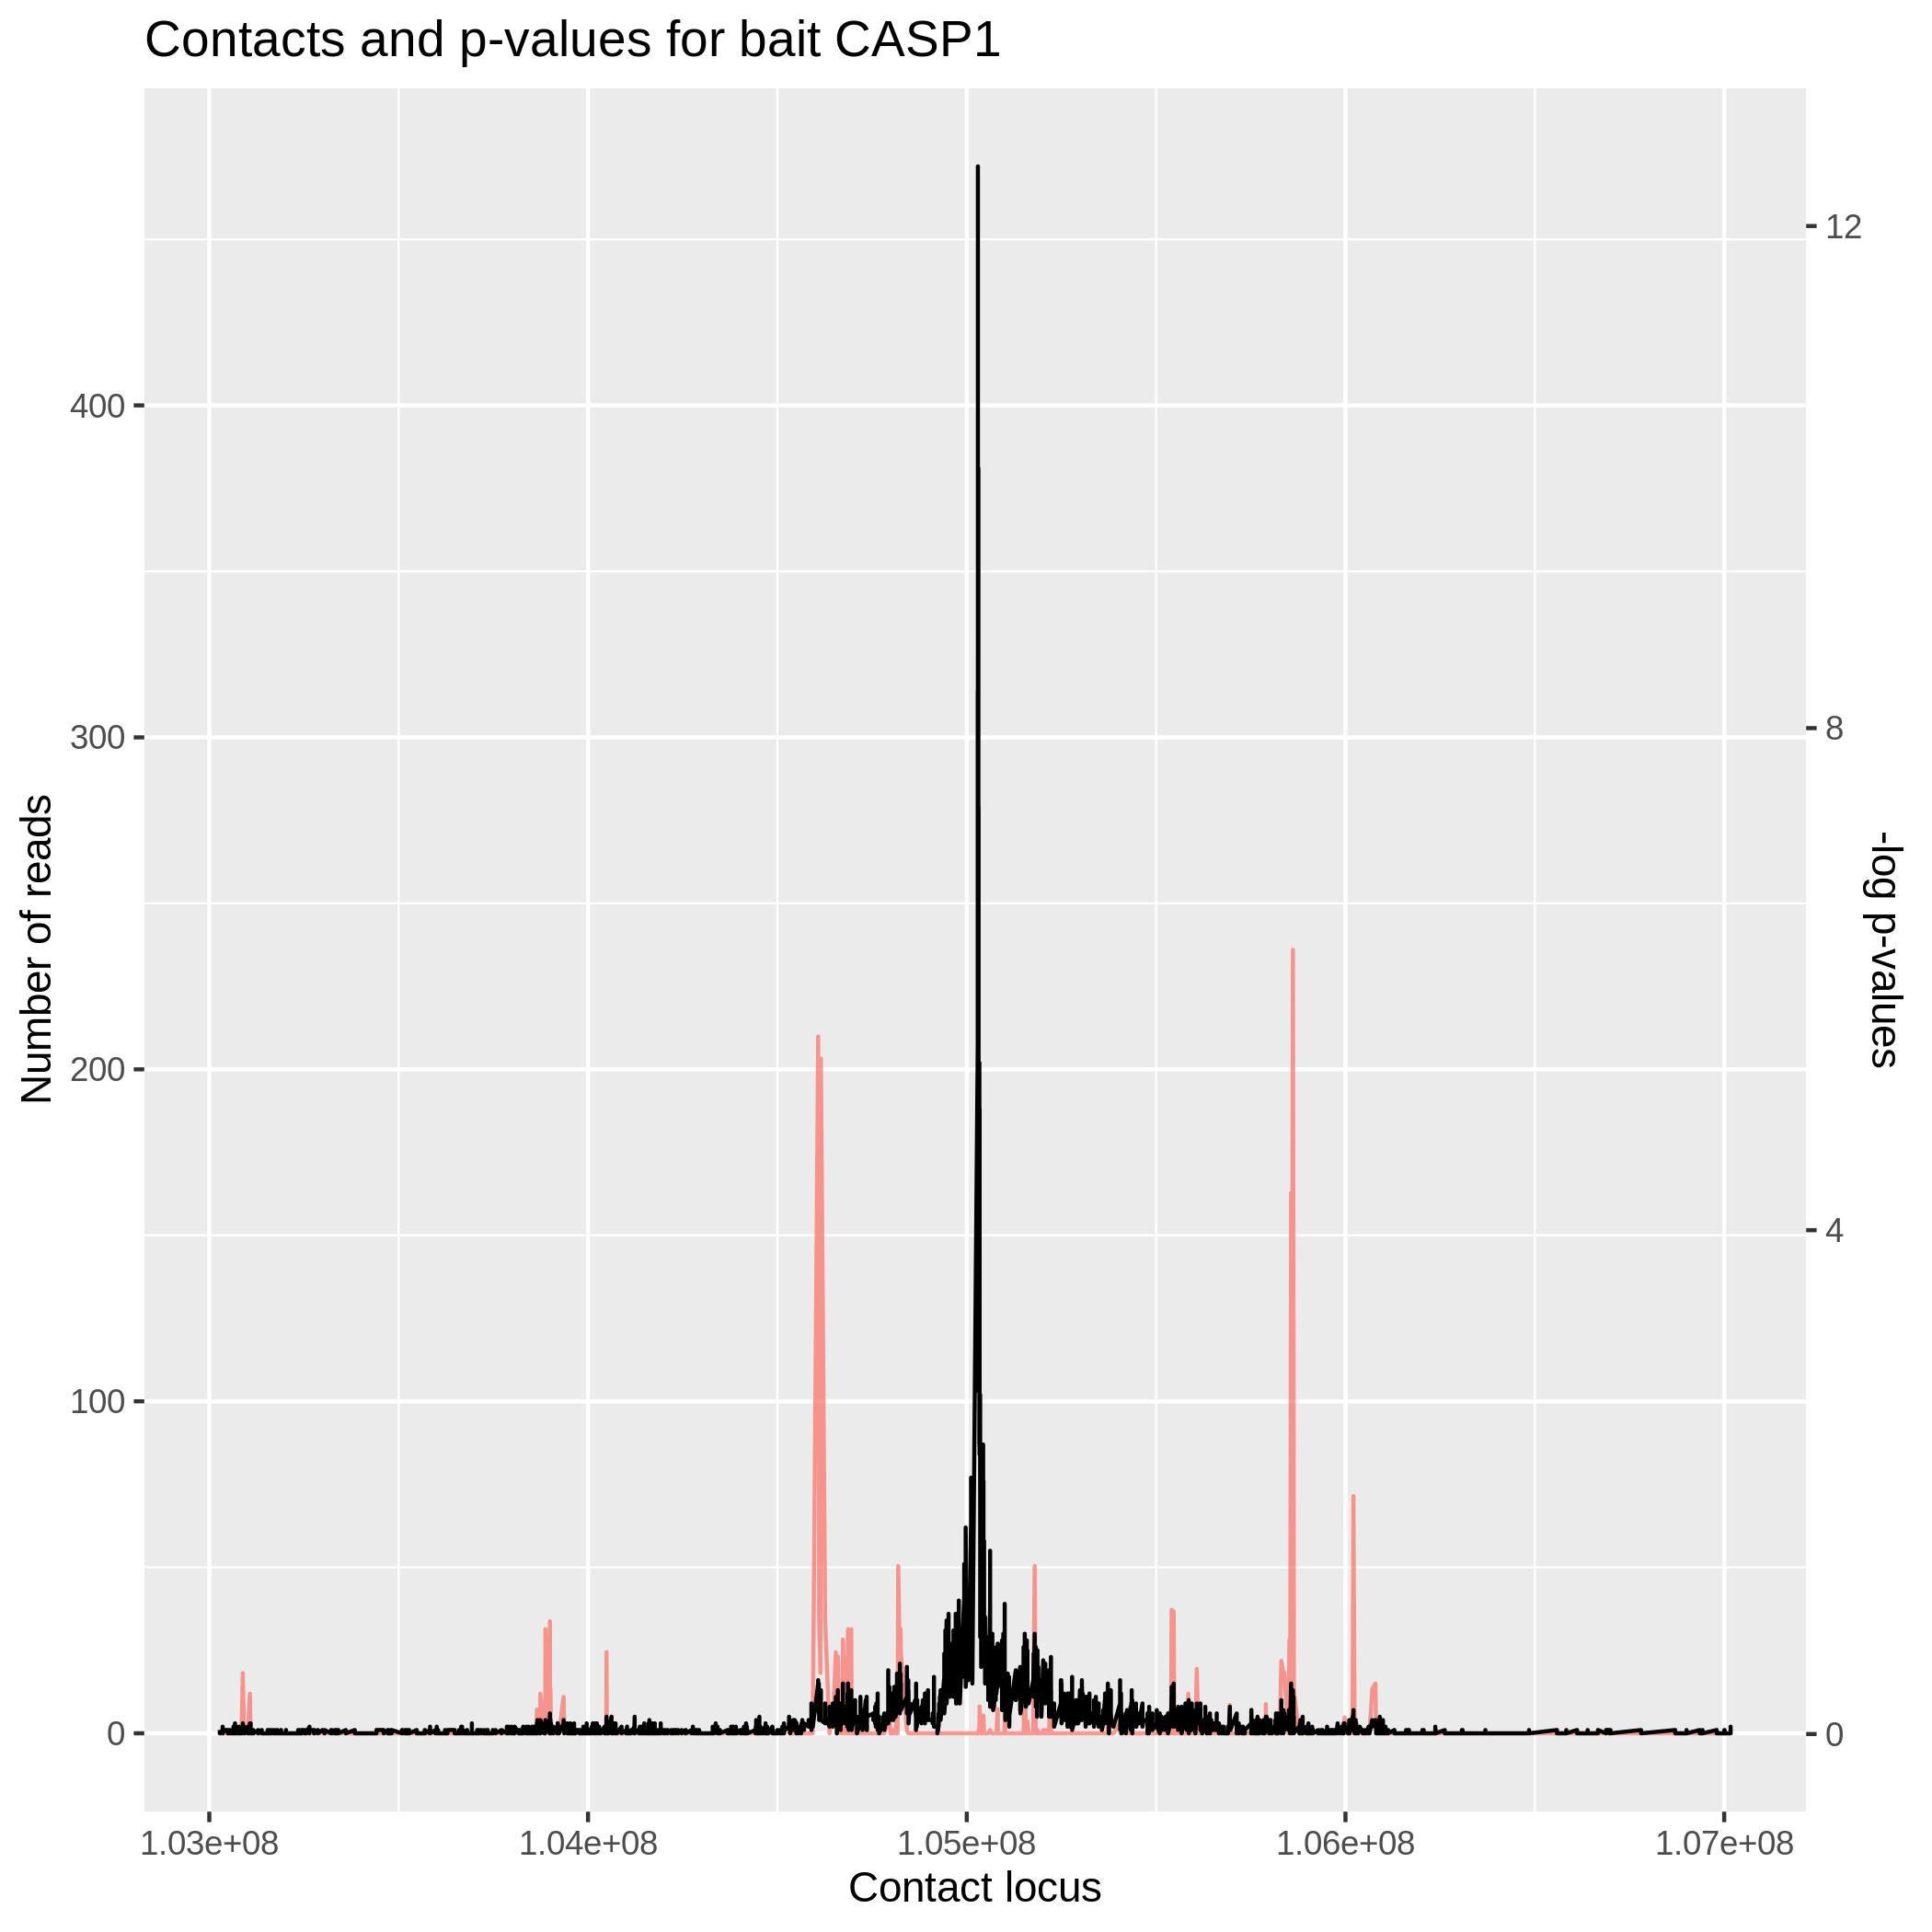 Contacts and p-values for bait CASP1
Number of reads
400
300
200
100
0
12
8
4
0
-log p-values
1.03e+08 1.04e+08 1.05e+08 1.06e+08 1.07e+08
Contact locus